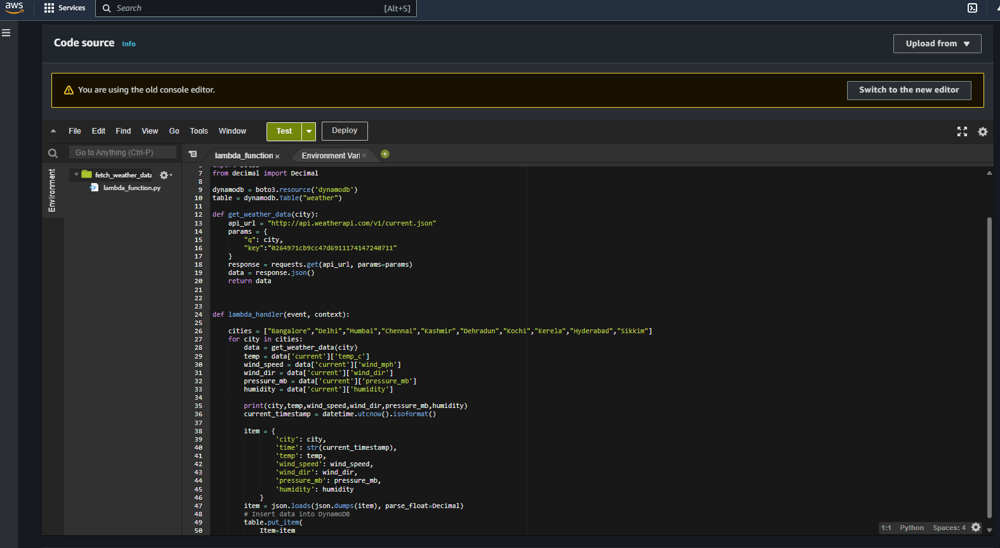 aws
Services
Search
[Alt+S]
Code source Info
Upload from
You are using the old console editor.
Switch to the new editor
File Edit Find View Go Tools Window
Test
Deploy
Go to Anything (Ctrl-P)
lambda_function ×
Environment Vari ×
Environment
fetch_weather_data
lambda_function.py
7 from decimal import Decimal
8
9 dynamodb = boto3.resource('dynamodb')
10 table = dynamodb.Table("weather")
11
12 def get_weather_data(city):
13     api_url = "http://api.weatherapi.com/v1/current.json"
14     params = {
15         "q": city,
16         "key":"0264971cb9cc47d6911174147240711"
17     }
18     response = requests.get(api_url, params=params)
19     data = response.json()
20     return data
21
22
23
24 def lambda_handler(event, context):
25
26     cities = ["Bangalore","Delhi","Mumbai","Chennai","Kashmir","Dehradun","Kochi","Kerela","Hyderabad","Sikkim"]
27     for city in cities:
28         data = get_weather_data(city)
29         temp = data['current']['temp_c']
30         wind_speed = data['current']['wind_mph']
31         wind_dir = data['current']['wind_dir']
32         pressure_mb = data['current']['pressure_mb']
33         humidity = data['current']['humidity']
34
35         print(city,temp,wind_speed,wind_dir,pressure_mb,humidity)
36         current_timestamp = datetime.utcnow().isoformat()
37
38         item = {
39                 'city': city,
40                 'time': str(current_timestamp),
41                 'temp': temp,
42                 'wind_speed': wind_speed,
43                 'wind_dir': wind_dir,
44                 'pressure_mb': pressure_mb,
45                 'humidity': humidity
46             }
47         item = json.loads(json.dumps(item), parse_float=Decimal)
48         # Insert data into DynamoDB
49         table.put_item(
50             Item=item
1:1 Python Spaces: 4